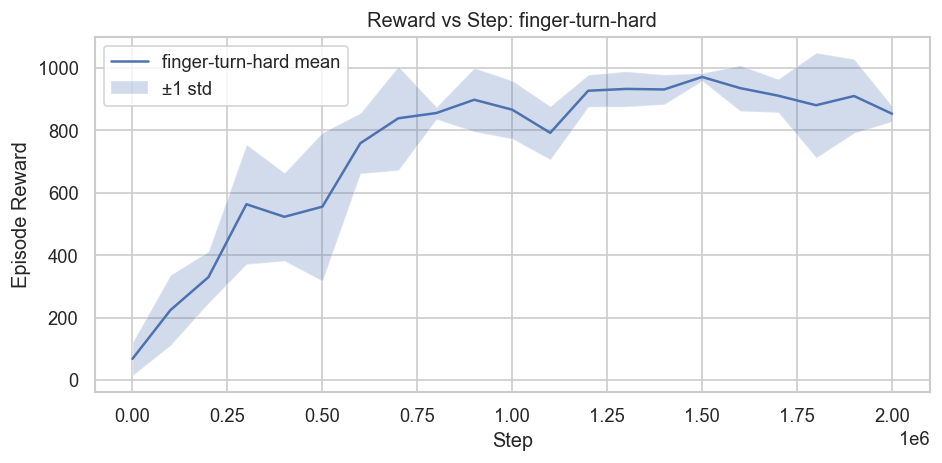 Reward vs Step: finger-turn-hard
finger-turn-hard mean
±1 std
Episode Reward
1000
800
600
400
200
0
0.00 0.25 0.50 0.75 1.00 1.25 1.50 1.75 2.00
1e6
Step